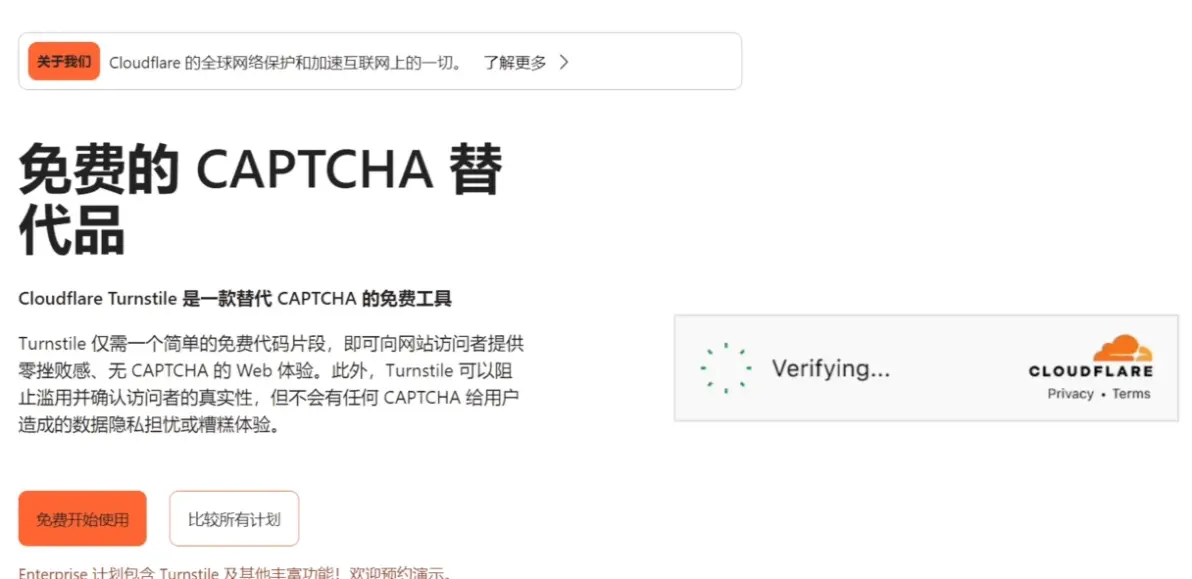 关于我们 Cloudflare 的全球网络保护和加速互联网上的一切。 了解更多
免费的 CAPTCHA 替
代品
Cloudflare Turnstile 是一款替代 CAPTCHA 的免费工具
Turnstile 仅需一个简单的免费代码片段，即可向网站访问者提供
零挫败感、无 CAPTCHA 的 Web 体验。此外，Turnstile 可以阻
止滥用并确认访问者的真实性，但不会有任何 CAPTCHA 给用户
造成的数据隐私担忧或糟糕体验。
Verifying...
CLOUDFLARE
Privacy • Terms
免费开始使用 比较所有计划
Enterprise 计划包含 Turnstile 及其他丰富功能！欢迎预约演示。